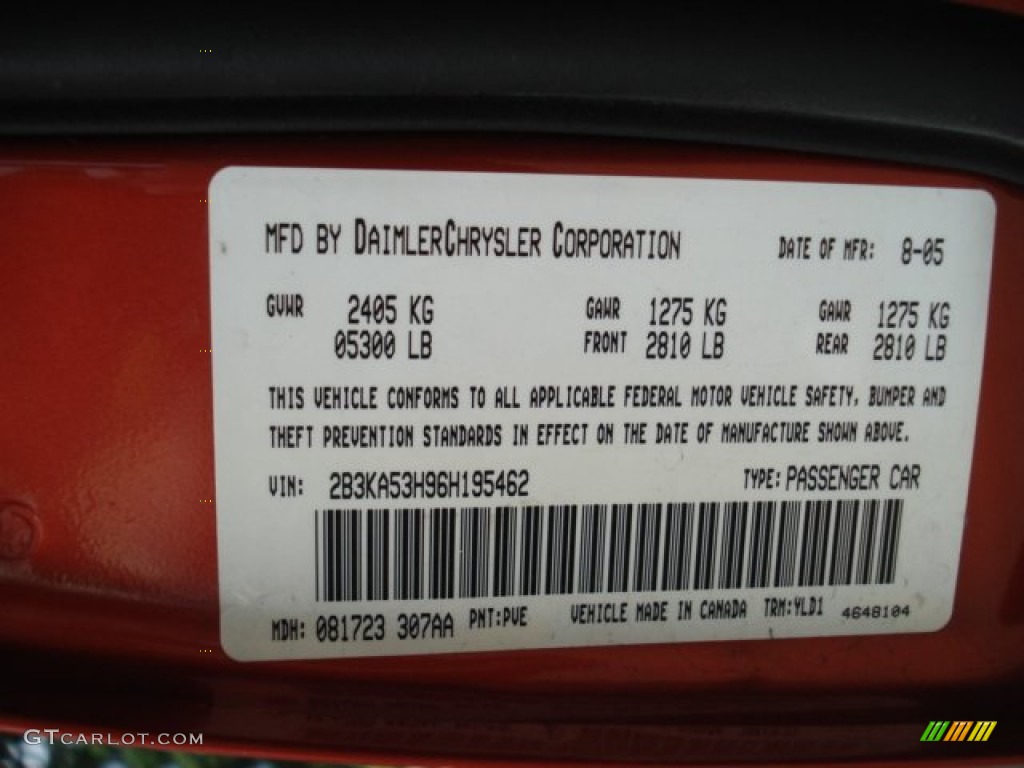 MFD BY DAIMLERCHRYSLER CORPORATION DATE OF MFR: 8-05
GVWR 2405 KG GAWR 1275 KG GAWR 1275 KG
05300 LB FRONT 2810 LB REAR 2810 LB
THIS VEHICLE CONFORMS TO ALL APPLICABLE FEDERAL MOTOR VEHICLE SAFETY, BUMPER AND
THEFT PREVENTION STANDARDS IN EFFECT ON THE DATE OF MANUFACTURE SHOWN ABOVE.
VIN: 2B3KA53H96H195462 TYPE: PASSENGER CAR
MDH: 081723 307AA PNT:PVE VEHICLE MADE IN CANADA TRM:YLD1 4648104
GTCARLOT.COM